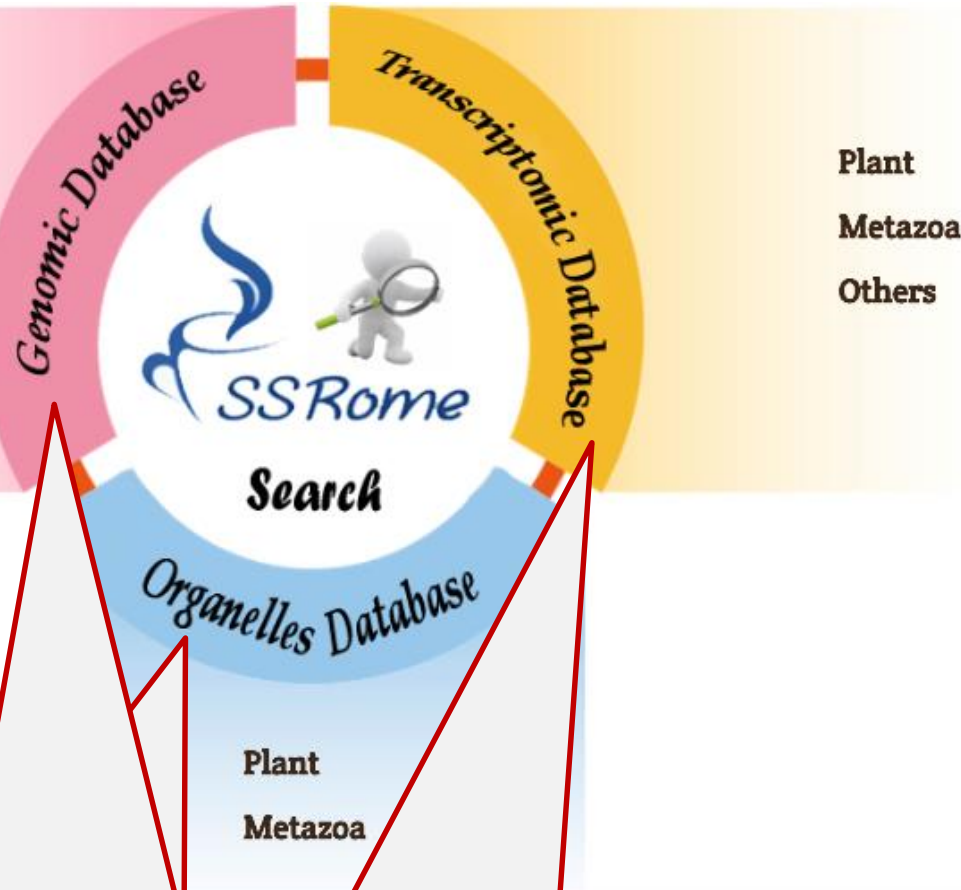 Genomic Database
Transcriptomic Database
Plant
Metazoa
Others
SSRome
Search
Organelles Database
Plant
Metazoa